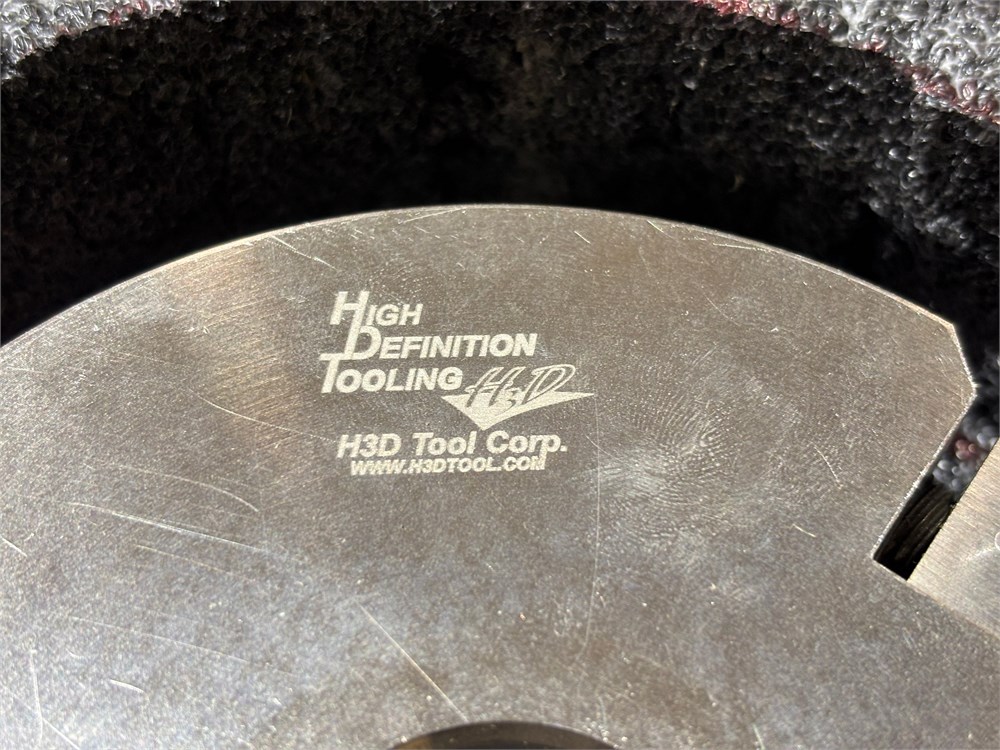 HIGH
DEFINITION
TOOLING H3D
H3D Tool Corp.
WWW.H3DTOOL.COM